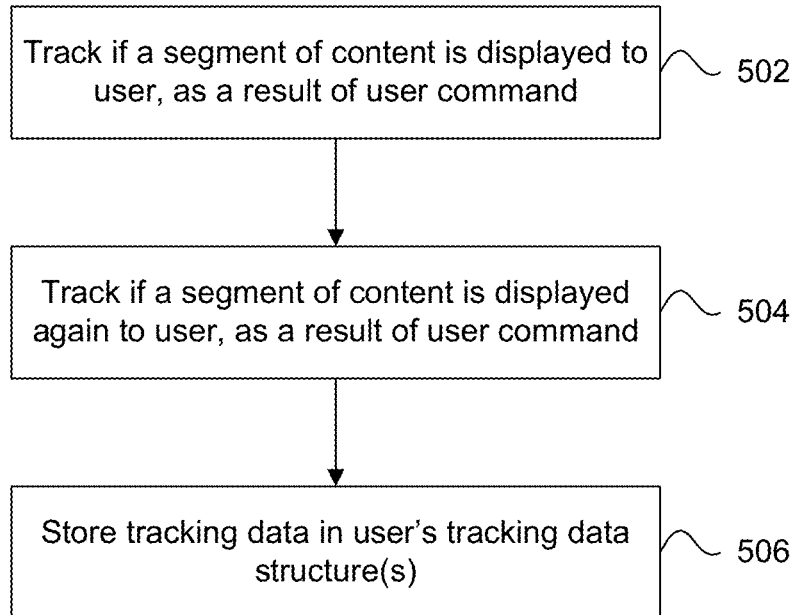 Track if a segment of content is displayed to
user, as a result of user command
502
Track if a segment of content is displayed
again to user, as a result of user command
504
Store tracking data in user’s tracking data
structure(s)
506